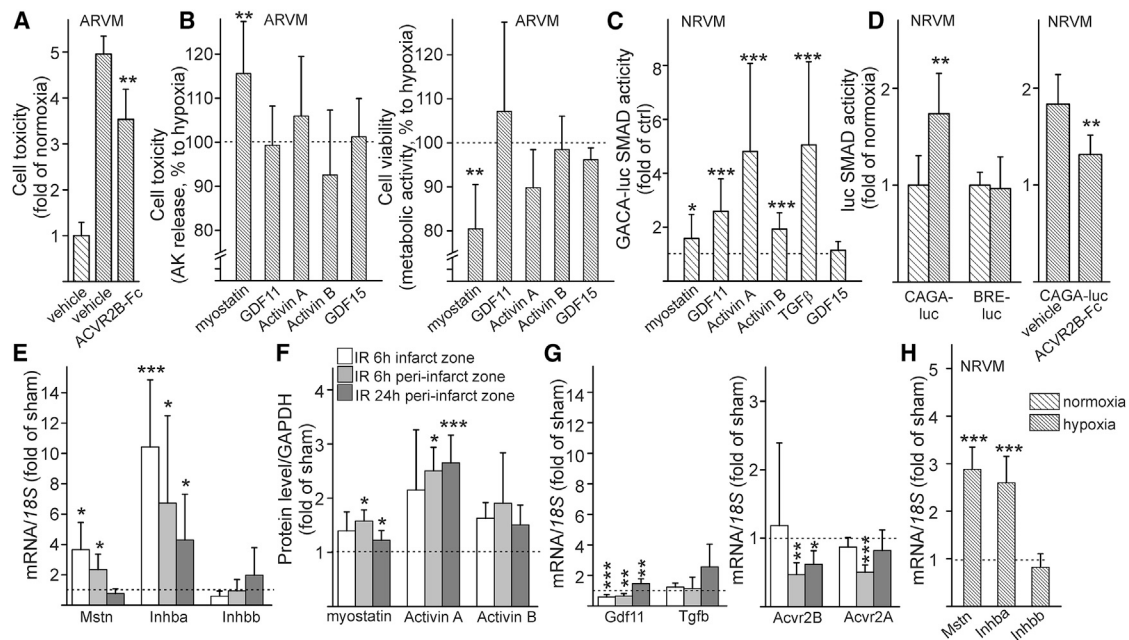 A
ARVM
Cell toxicity
(fold of normoxia)
5
4
3
2
1
**
vehicle
vehicle
ACVR2B-Fc
B
ARVM
Cell toxicity
(AK release, % to hypoxia)
120
100
90
80
**
myostatin
GDF11
Activin A
Activin B
GDF15
ARVM
Cell viability
(metabolic activity, % to hypoxia)
120
100
90
80
**
myostatin
GDF11
Activin A
Activin B
GDF15
C
NRVM
GACA-luc SMAD acticity
(fold of ctrl)
8
6
4
2
*
***
***
***
***
myostatin
GDF11
Activin A
Activin B
TGFβ
GDF15
D
NRVM
luc SMAD activity
(fold of normoxia)
2
1
**
CAGA-
luc
BRE-
luc
NRVM
2
1
**
CAGA-luc
vehicle
ACVR2B-Fc
E
mRNA/18S (fold of sham)
14
12
10
8
6
4
2
*
*
***
*
*
Mstn
Inhba
Inhbb
F
IR 6h infarct zone
IR 6h peri-infarct zone
IR 24h peri-infarct zone
Protein level/GAPDH
(fold of sham)
4
3
2
1
*
*
*
***
myostatin
Activin A
Activin B
G
mRNA/18S (fold of sham)
14
12
10
8
6
4
2
***
**
**
Gdf11
Tgfb
mRNA/18S (fold of sham)
3
2
1
**
*
***
Acvr2B
Acvr2A
H
NRVM
mRNA/18S (fold of sham)
5
4
3
2
1
***
***
Mstn
Inhba
Inhbb
normoxia
hypoxia